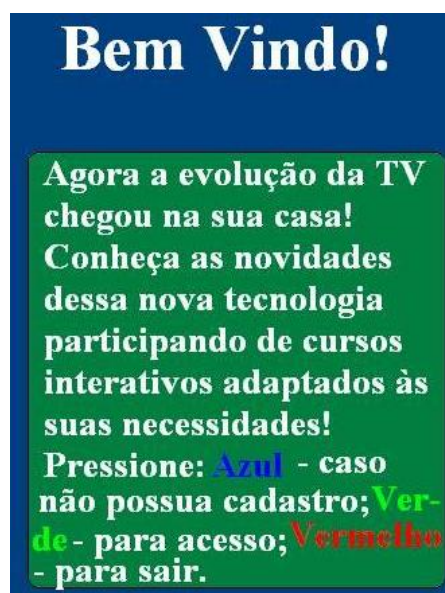 Bem Vindo!
Agora a evolução da TV
chegou na sua casa!
Conheça as novidades
dessa nova tecnologia
participando de cursos
interativos adaptados às
suas necessidades!
Pressione: Azul - caso
não possua cadastro;Ver-
de - para acesso;Vermelho
- para sair.